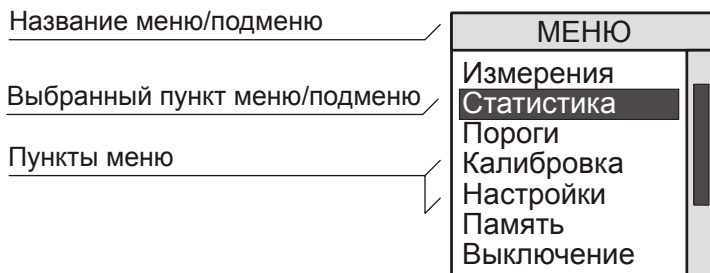 Название меню/подменю
МЕНЮ
Измерения
Выбранный пункт меню/подменю
Статистика
Пороги
Пункты меню
Калибровка
Настройки
Память
Выключение